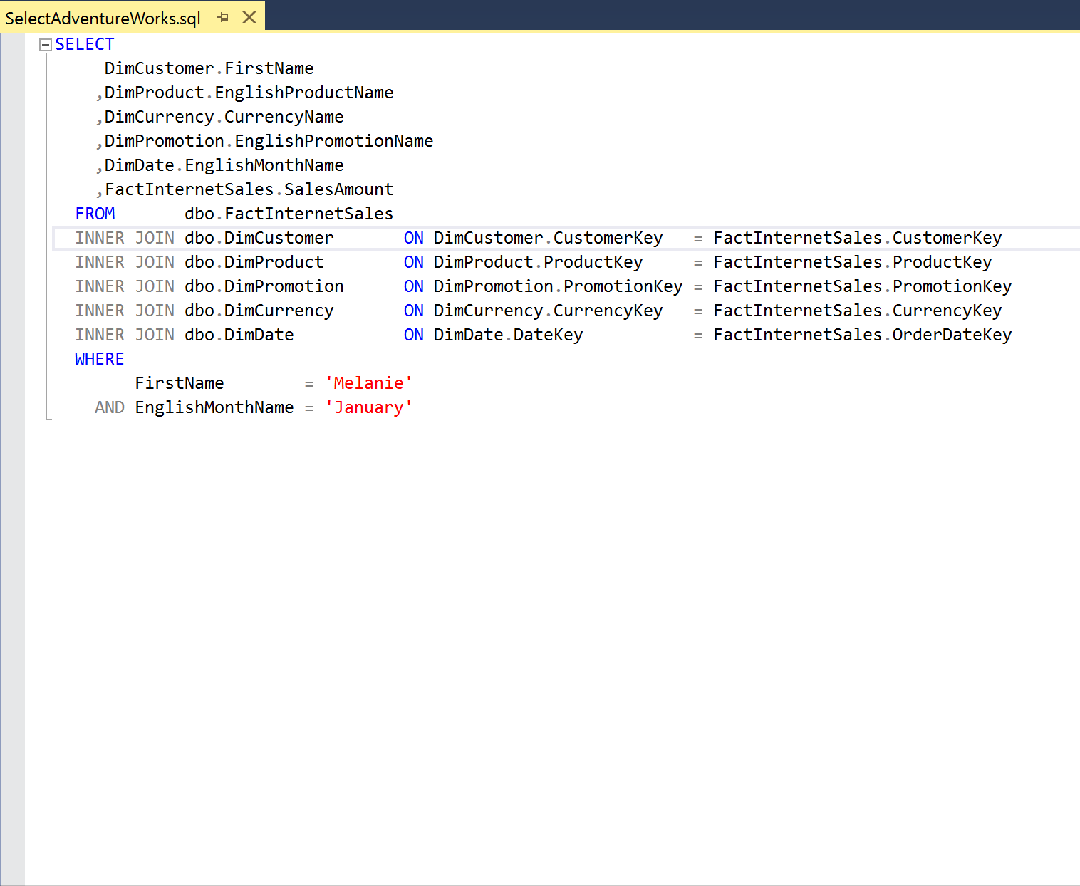 SelectAdventureWorks.sql
SELECT
DimCustomer.FirstName
,DimProduct.EnglishProductName
,DimCurrency.CurrencyName
,DimPromotion.EnglishPromotionName
,DimDate.EnglishMonthName
,FactInternetSales.SalesAmount
FROM dbo.FactInternetSales
INNER JOIN dbo.DimCustomer ON DimCustomer.CustomerKey = FactInternetSales.CustomerKey
INNER JOIN dbo.DimProduct ON DimProduct.ProductKey = FactInternetSales.ProductKey
INNER JOIN dbo.DimPromotion ON DimPromotion.PromotionKey = FactInternetSales.PromotionKey
INNER JOIN dbo.DimCurrency ON DimCurrency.CurrencyKey = FactInternetSales.CurrencyKey
INNER JOIN dbo.DimDate ON DimDate.DateKey = FactInternetSales.OrderDateKey
WHERE
FirstName = 'Melanie'
AND EnglishMonthName = 'January'